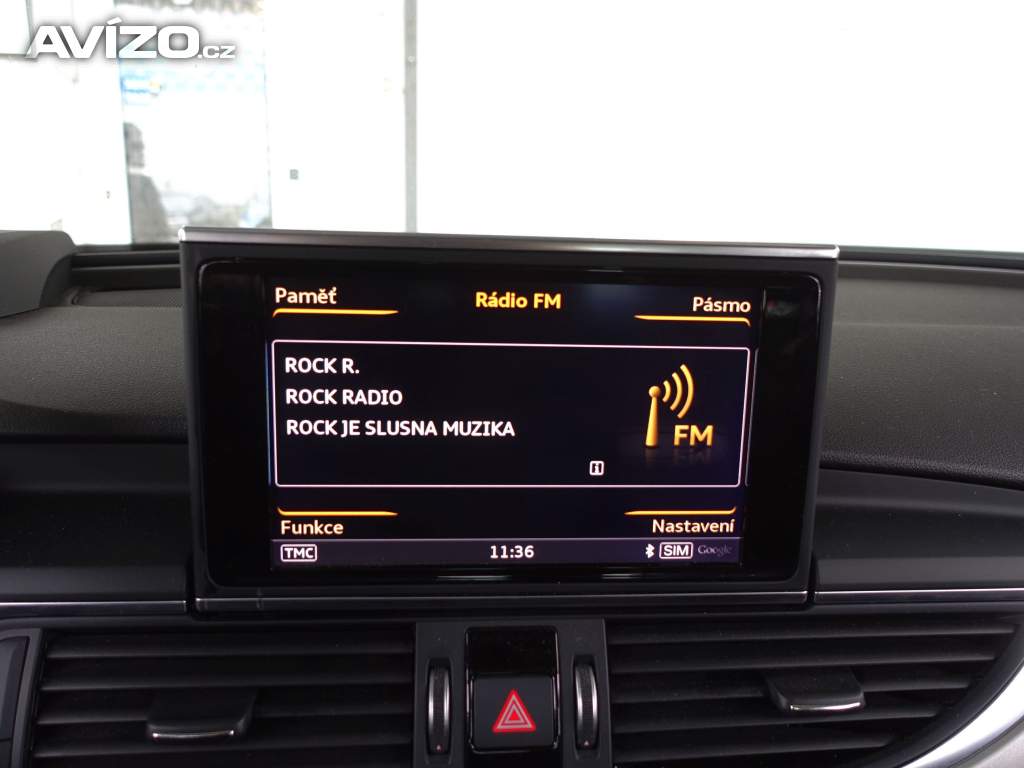 AVÍZO.cz
Paměť
Rádio FM
Pásmo
ROCK R.
ROCK RADIO
ROCK JE SLUSNA MUZIKA
FM
i
Funkce
Nastavení
TMC
11:36
SIM
Google